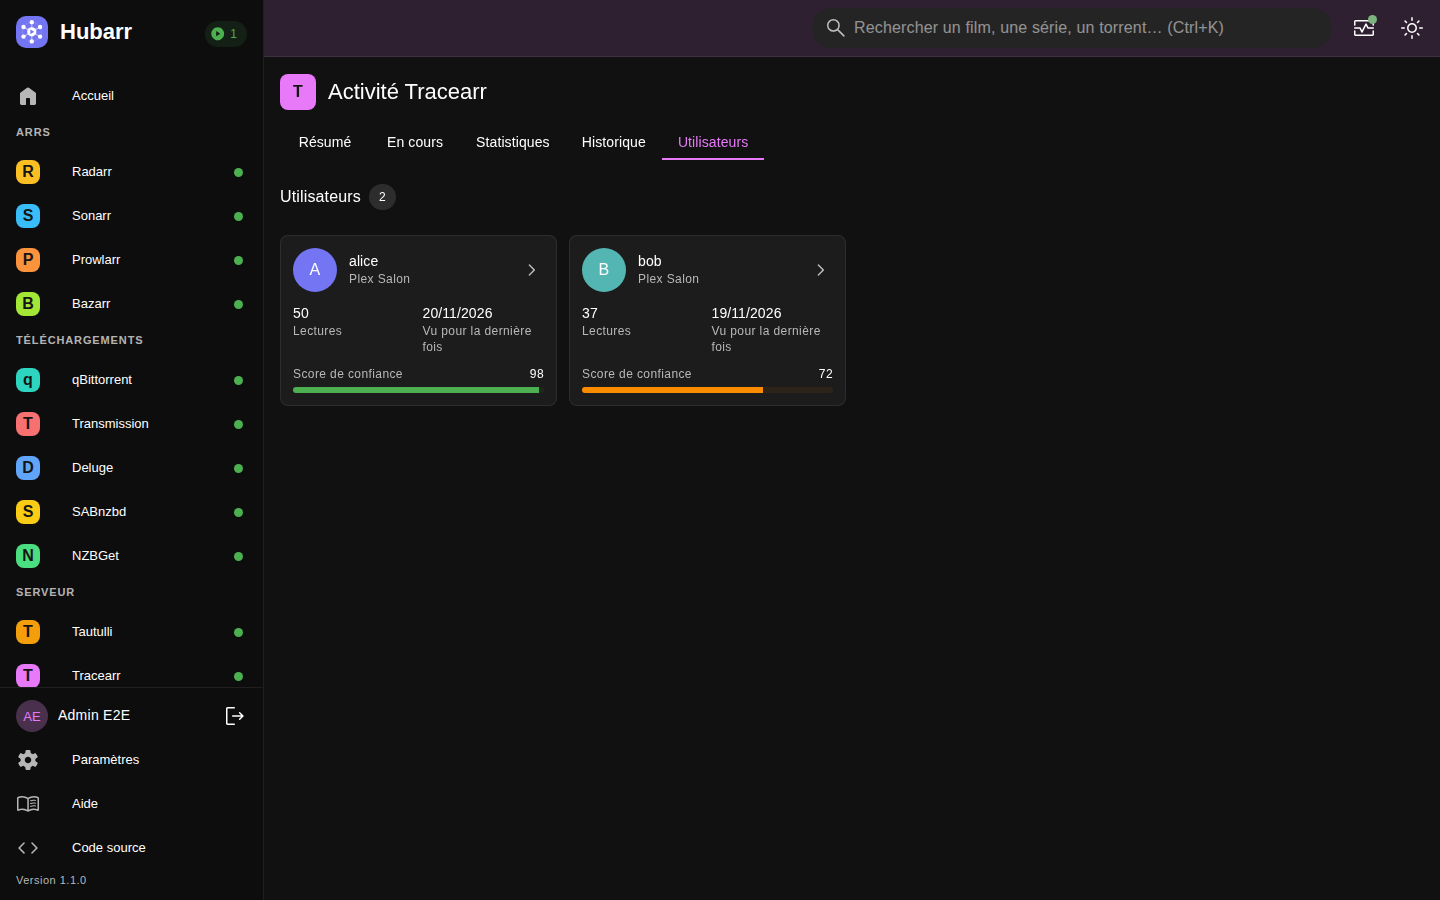 Hubarr
1
Rechercher un film, une série, un torrent… (Ctrl+K)
Accueil
ARRS
R Radarr
S Sonarr
P Prowlarr
B Bazarr
TÉLÉCHARGEMENTS
q qBittorrent
T Transmission
D Deluge
S SABnzbd
N NZBGet
SERVEUR
T Tautulli
T Tracearr
AE Admin E2E
Paramètres
Aide
Code source
Version 1.1.0
T Activité Tracearr
Résumé En cours Statistiques Historique Utilisateurs
Utilisateurs 2
A alice
Plex Salon
50 20/11/2026
Lectures Vu pour la dernière
fois
Score de confiance 98
B bob
Plex Salon
37 19/11/2026
Lectures Vu pour la dernière
fois
Score de confiance 72